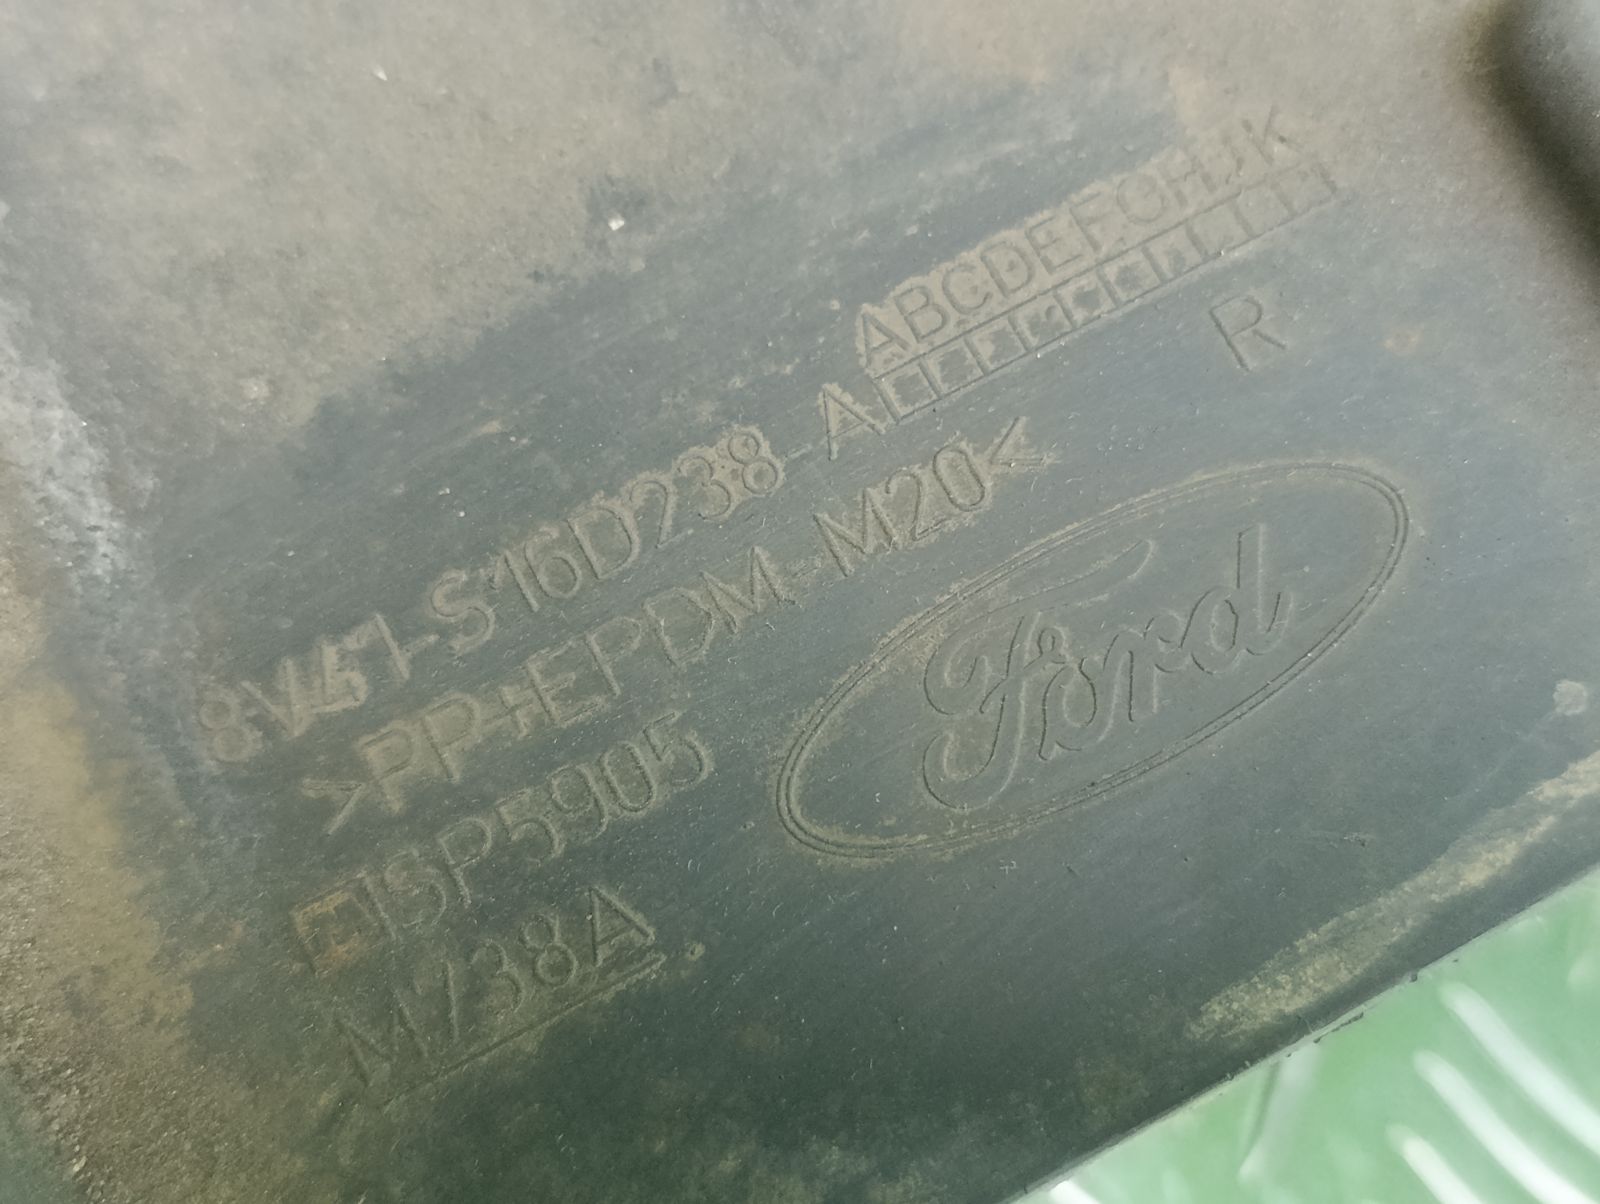 ABCDEFGHJK
8V41-S16D238-A
R
>PP+EPDM-M20<
ISP5905
M738A
Ford